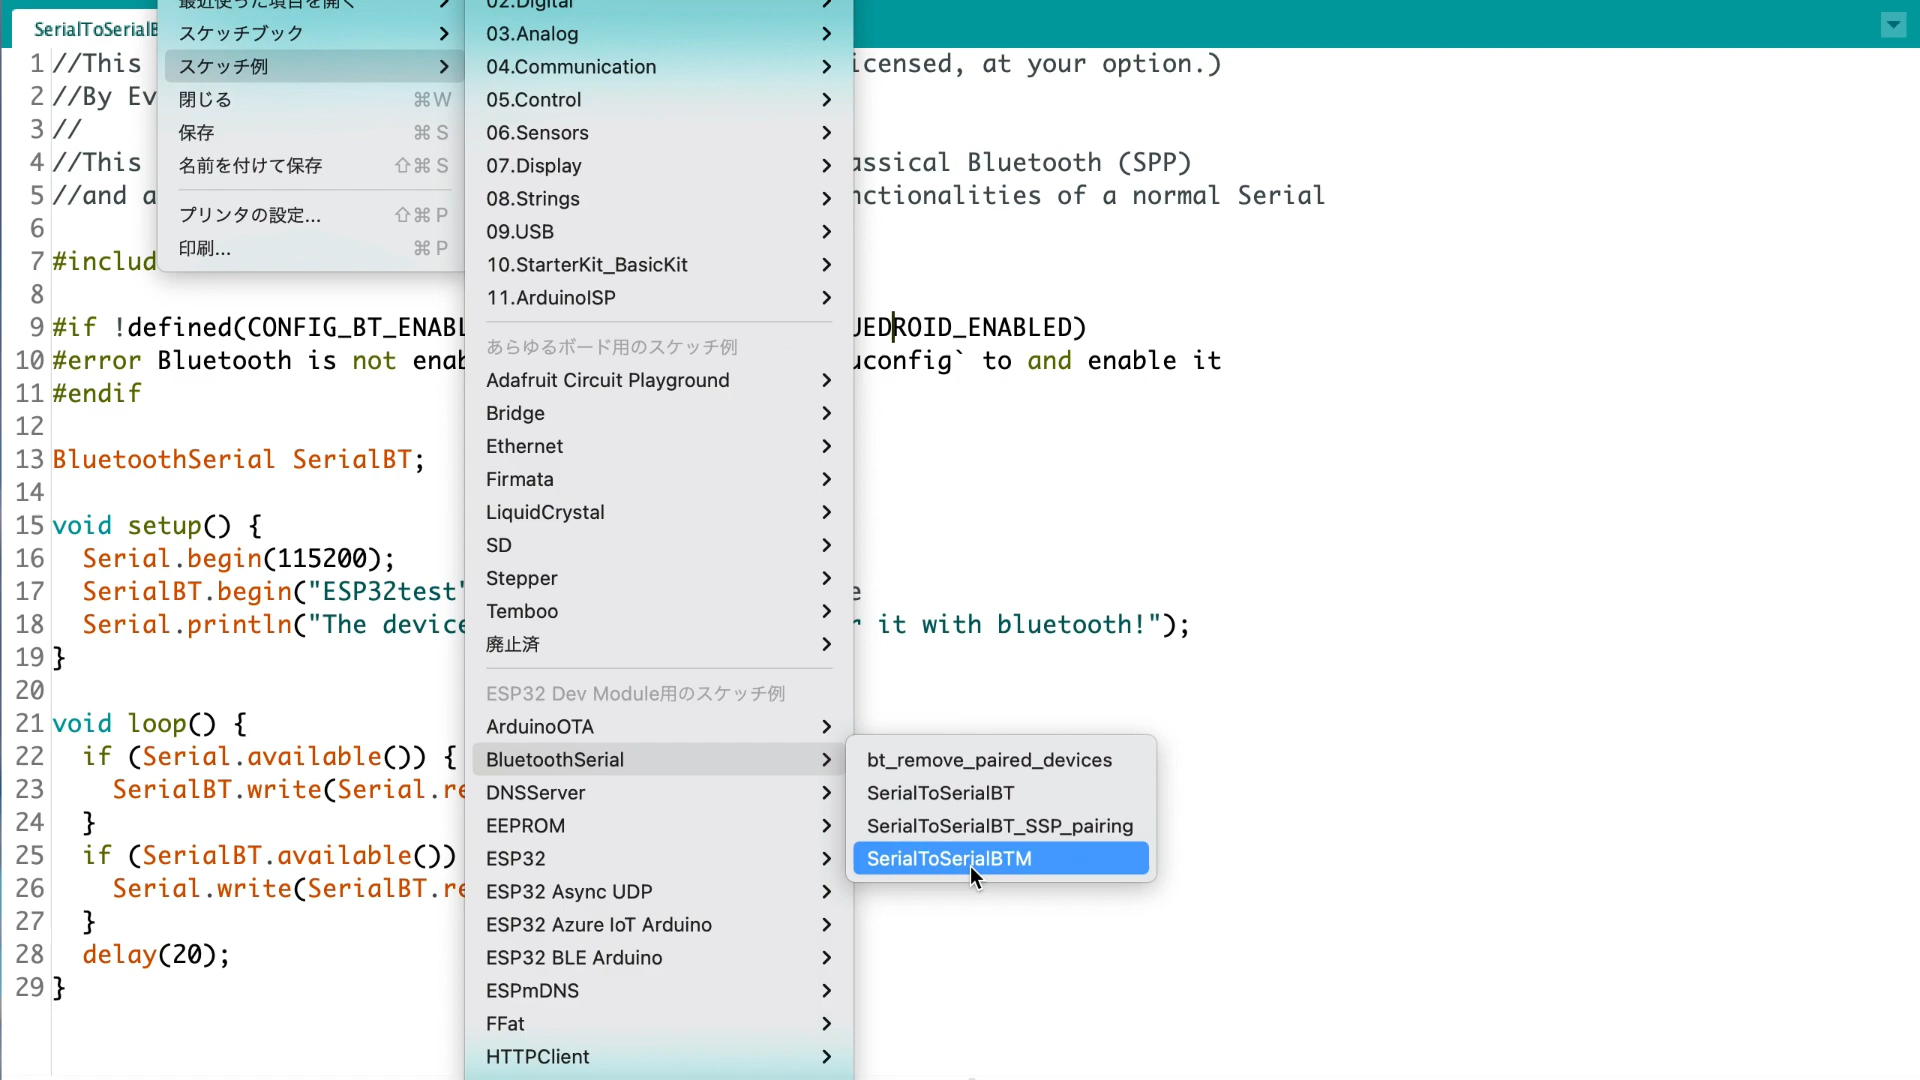 SerialToSerialB
1 //This
2 //By Ev
3 //
4 //This
5 //and a
6
7 #includ
8
9 #if !defined(CONFIG_BT_ENABL
10 #error Bluetooth is not enab
11 #endif
12
13 BluetoothSerial SerialBT;
14
15 void setup() {
16 Serial.begin(115200);
17 SerialBT.begin("ESP32test"
18 Serial.println("The device
19 }
20
21 void loop() {
22 if (Serial.available()) {
23 SerialBT.write(Serial.re
24 }
25 if (SerialBT.available())
26 Serial.write(SerialBT.re
27 }
28 delay(20);
29 }
最近使った項目を開く
スケッチブック
スケッチ例
閉じる ⌘W
保存 ⌘S
名前を付けて保存 ⇧⌘S
プリンタの設定... ⇧⌘P
印刷... ⌘P
02.Digital
03.Analog
04.Communication
05.Control
06.Sensors
07.Display
08.Strings
09.USB
10.StarterKit_BasicKit
11.ArduinoISP
あらゆるボード用のスケッチ例
Adafruit Circuit Playground
Bridge
Ethernet
Firmata
LiquidCrystal
SD
Stepper
Temboo
廃止済
ESP32 Dev Module用のスケッチ例
ArduinoOTA
BluetoothSerial
DNSServer
EEPROM
ESP32
ESP32 Async UDP
ESP32 Azure IoT Arduino
ESP32 BLE Arduino
ESPmDNS
FFat
HTTPClient
icensed, at your option.)
assical Bluetooth (SPP)
nctionalities of a normal Serial
UEDROID_ENABLED)
uconfig` to and enable it
e
r it with bluetooth!");
bt_remove_paired_devices
SerialToSerialBT
SerialToSerialBT_SSP_pairing
SerialToSerialBTM